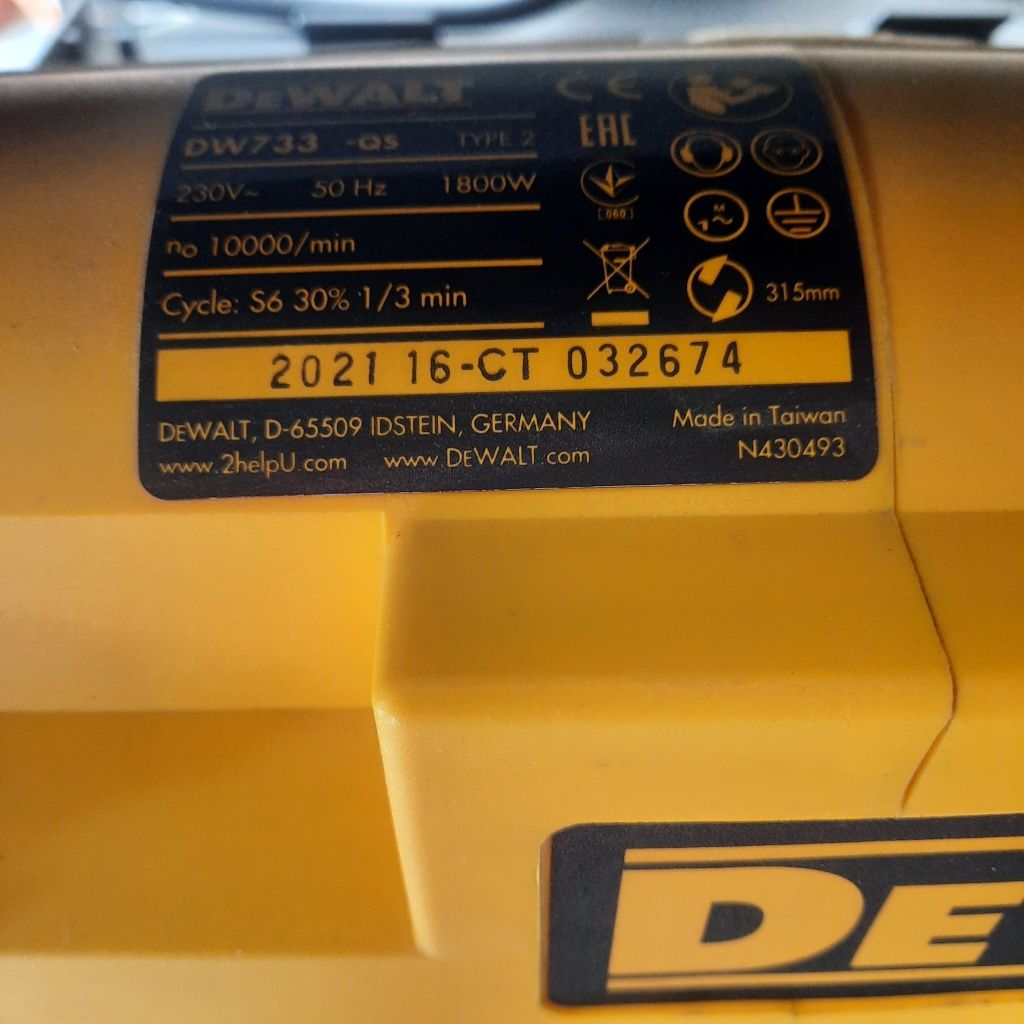 DEWALT
DW733 -QS TYPE 2
230V~ 50 Hz 1800W
no 10000/min
Cycle: S6 30% 1/3 min
CE
EAC
060
M
1~
315mm
2021 16-CT 032674
DEWALT, D-65509 IDSTEIN, GERMANY
www.2helpU.com www.DEWALT.com
Made in Taiwan
N430493
DE